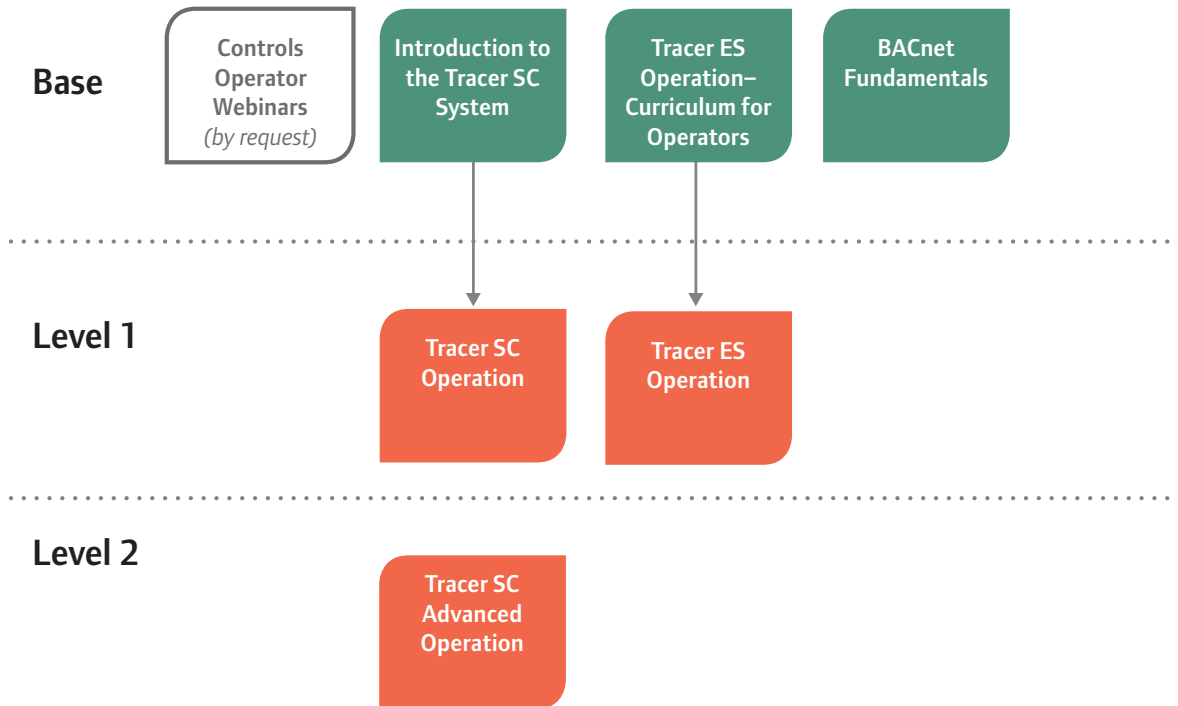 Base
Controls
Operator
Webinars
(by request)
Introduction to
the Tracer SC
System
Tracer ES
Operation–
Curriculum for
Operators
BACnet
Fundamentals
Level 1
Tracer SC
Operation
Tracer ES
Operation
Level 2
Tracer SC
Advanced
Operation